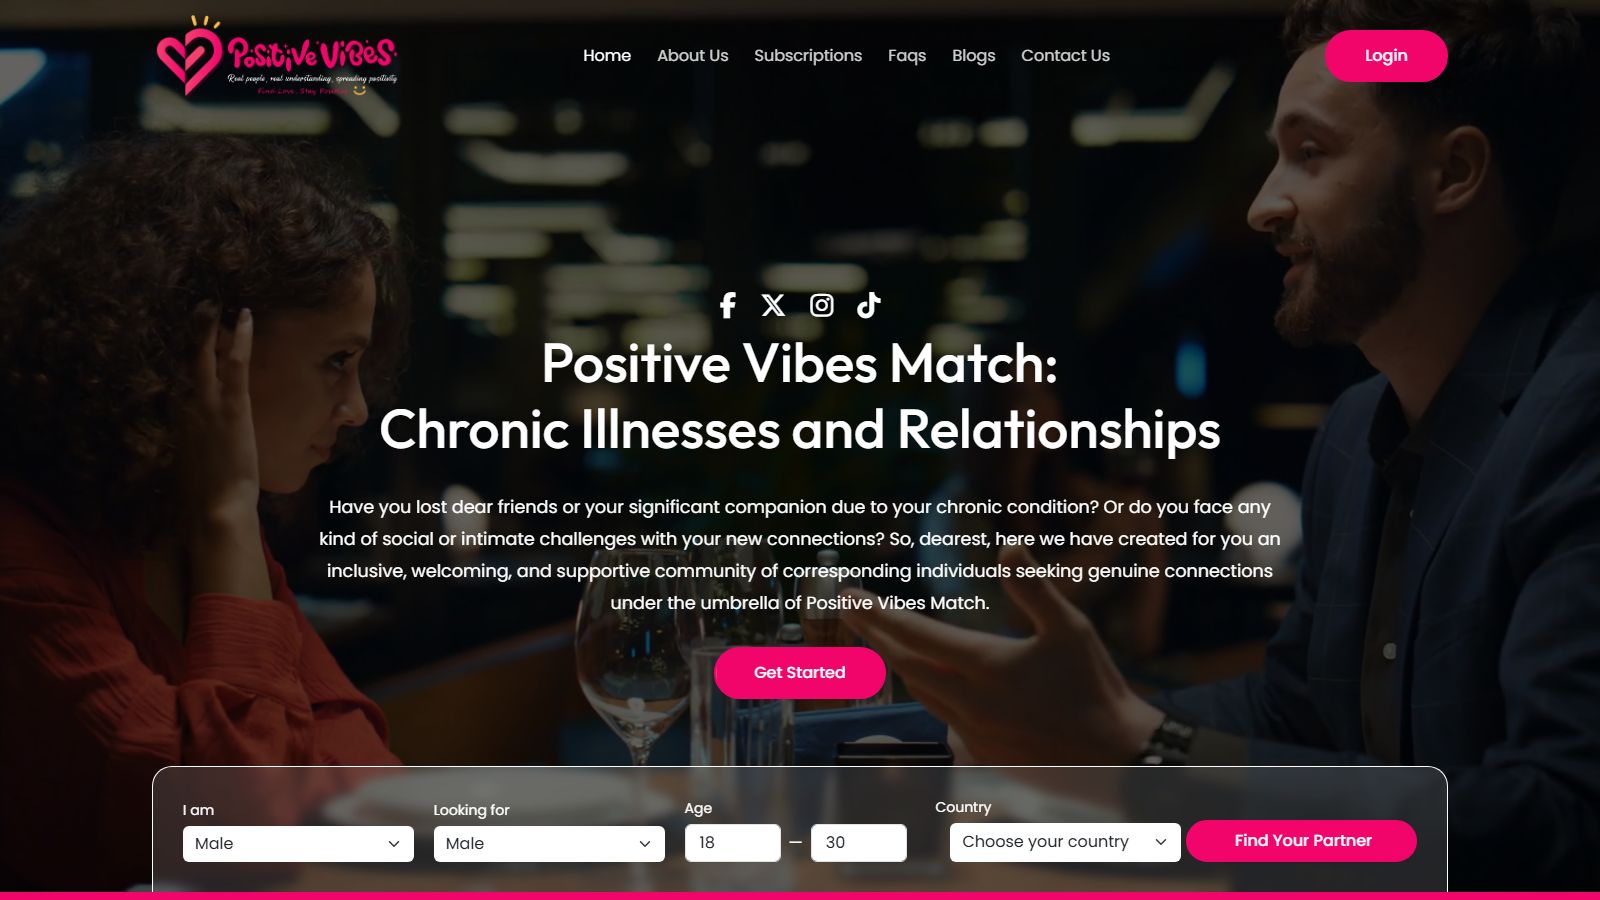 Positive Vibes
Real people, real understanding, spreading positivity
Find Love, Stay Positive
Home About Us Subscriptions Faqs Blogs Contact Us
Login
Positive Vibes Match:
Chronic Illnesses and Relationships
Have you lost dear friends or your significant companion due to your chronic condition? Or do you face any
kind of social or intimate challenges with your new connections? So, dearest, here we have created for you an
inclusive, welcoming, and supportive community of corresponding individuals seeking genuine connections
under the umbrella of Positive Vibes Match.
Get Started
I am Looking for Age Country
Male Male 18 — 30 Choose your country Find Your Partner